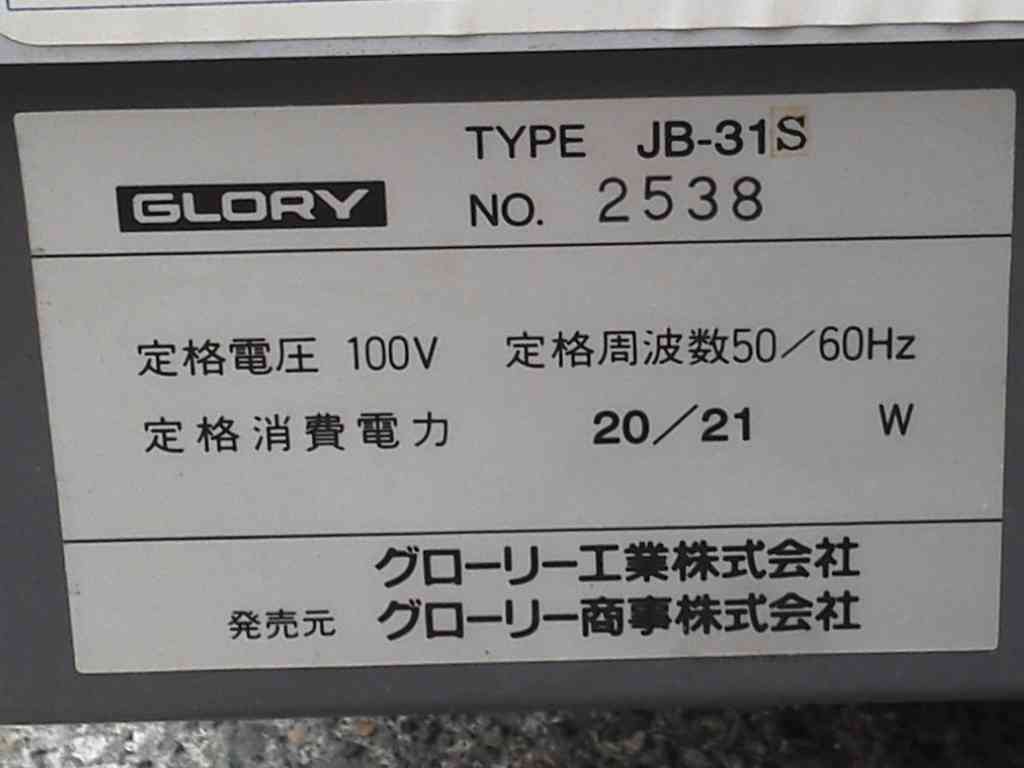 TYPE JB-31S
GLORY NO. 2538
定格電圧 100V 定格周波数50/60Hz
定格消費電力 20/21 W
グローリー工業株式会社
発売元 グローリー商事株式会社